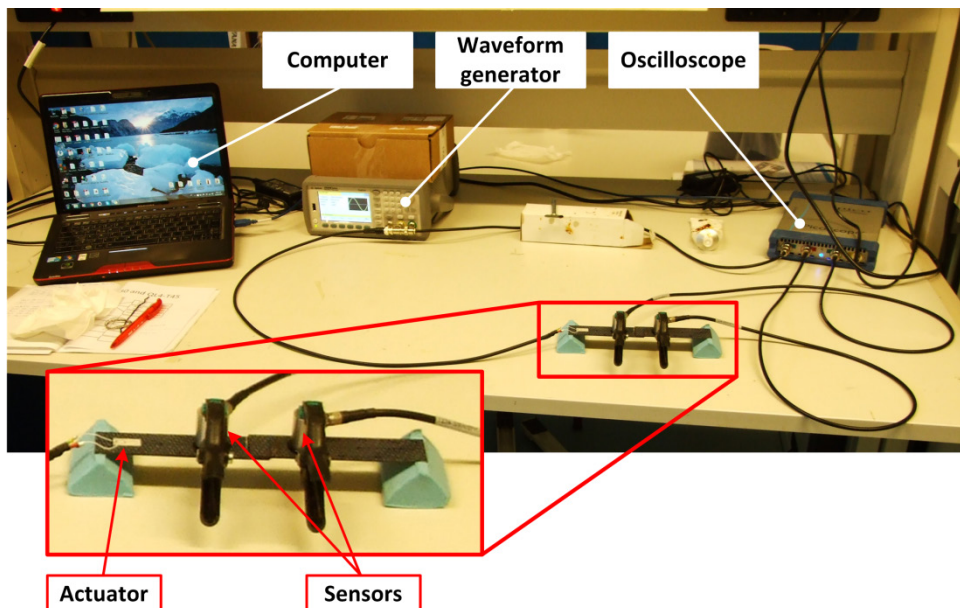 Computer
Waveform
generator
Oscilloscope
Actuator
Sensors